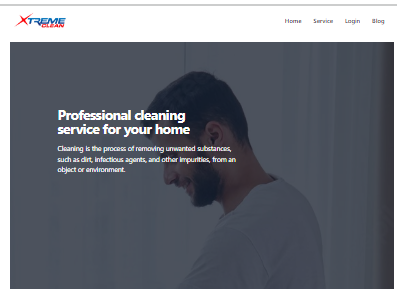 XTREME
CLEAN
Home Service Login Blog
Professional cleaning
service for your home
Cleaning is the process of removing unwanted substances,
such as dirt, infectious agents, and other impurities, from an
object or environment.